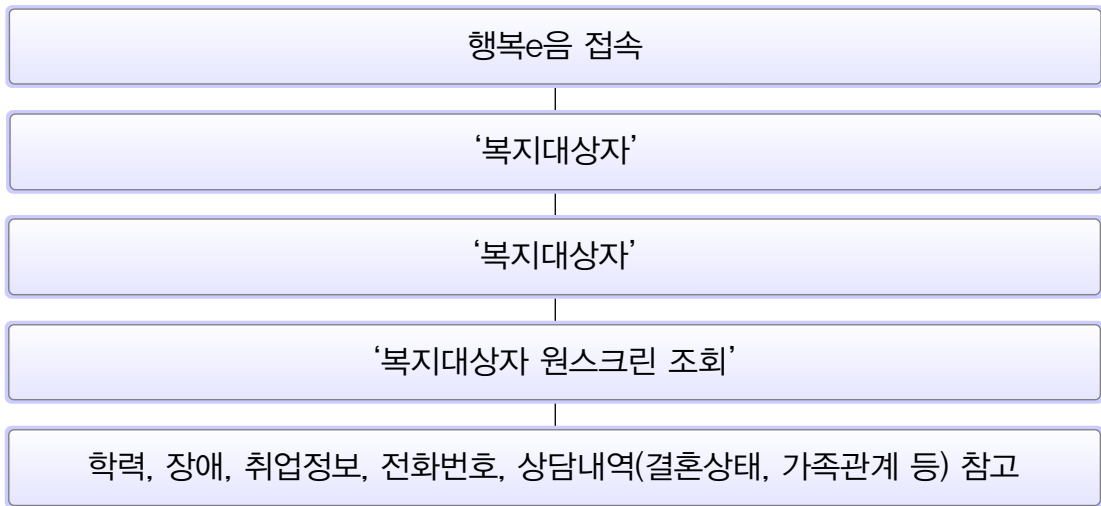 행복e음 접속
‘복지대상자’
‘복지대상자’
‘복지대상자 원스크린 조회’
학력, 장애, 취업정보, 전화번호, 상담내역(결혼상태, 가족관계 등) 참고